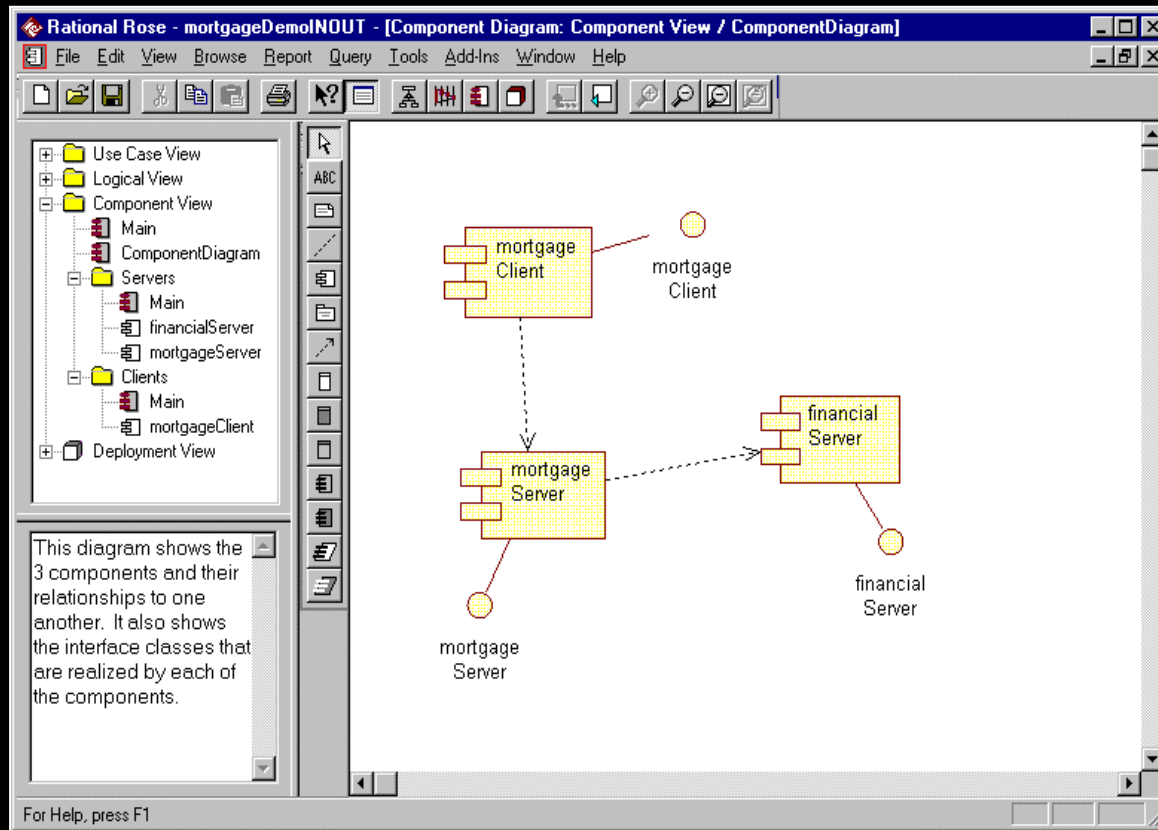 Rational Rose - mortgageDemoINOUT - [Component Diagram: Component View / ComponentDiagram]
File Edit View Browse Report Query Tools Add-Ins Window Help
Use Case View
Logical View
Component View
Main
ComponentDiagram
Servers
Main
financialServer
mortgageServer
Clients
Main
mortgageClient
Deployment View
This diagram shows the
3 components and their
relationships to one
another. It also shows
the interface classes that
are realized by each of
the components.
ABC
mortgage
Client
mortgage
Client
financial
Server
mortgage
Server
financial
Server
mortgage
Server
For Help, press F1